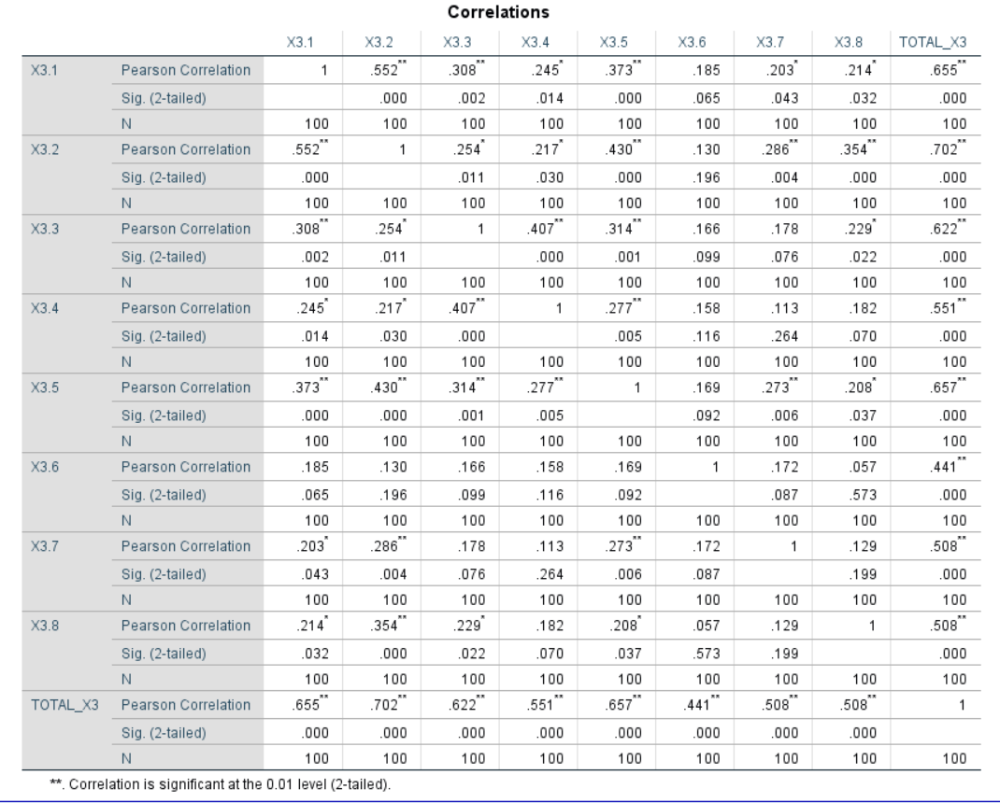 Correlations
X3.1 X3.2 X3.3 X3.4 X3.5 X3.6 X3.7 X3.8 TOTAL_X3
X3.1 Pearson Correlation 1 .552** .308** .245* .373** .185 .203* .214* .655**
Sig. (2-tailed) .000 .002 .014 .000 .065 .043 .032 .000
N 100 100 100 100 100 100 100 100 100
X3.2 Pearson Correlation .552** 1 .254* .217* .430** .130 .286** .354** .702**
Sig. (2-tailed) .000 .011 .030 .000 .196 .004 .000 .000
N 100 100 100 100 100 100 100 100 100
X3.3 Pearson Correlation .308** .254* 1 .407** .314** .166 .178 .229* .622**
Sig. (2-tailed) .002 .011 .000 .001 .099 .076 .022 .000
N 100 100 100 100 100 100 100 100 100
X3.4 Pearson Correlation .245* .217* .407** 1 .277** .158 .113 .182 .551**
Sig. (2-tailed) .014 .030 .000 .005 .116 .264 .070 .000
N 100 100 100 100 100 100 100 100 100
X3.5 Pearson Correlation .373** .430** .314** .277** 1 .169 .273** .208* .657**
Sig. (2-tailed) .000 .000 .001 .005 .092 .006 .037 .000
N 100 100 100 100 100 100 100 100 100
X3.6 Pearson Correlation .185 .130 .166 .158 .169 1 .172 .057 .441**
Sig. (2-tailed) .065 .196 .099 .116 .092 .087 .573 .000
N 100 100 100 100 100 100 100 100 100
X3.7 Pearson Correlation .203* .286** .178 .113 .273** .172 1 .129 .508**
Sig. (2-tailed) .043 .004 .076 .264 .006 .087 .199 .000
N 100 100 100 100 100 100 100 100 100
X3.8 Pearson Correlation .214* .354** .229* .182 .208* .057 .129 1 .508**
Sig. (2-tailed) .032 .000 .022 .070 .037 .573 .199 .000
N 100 100 100 100 100 100 100 100 100
TOTAL_X3 Pearson Correlation .655** .702** .622** .551** .657** .441** .508** .508** 1
Sig. (2-tailed) .000 .000 .000 .000 .000 .000 .000 .000
N 100 100 100 100 100 100 100 100 100
**. Correlation is significant at the 0.01 level (2-tailed).